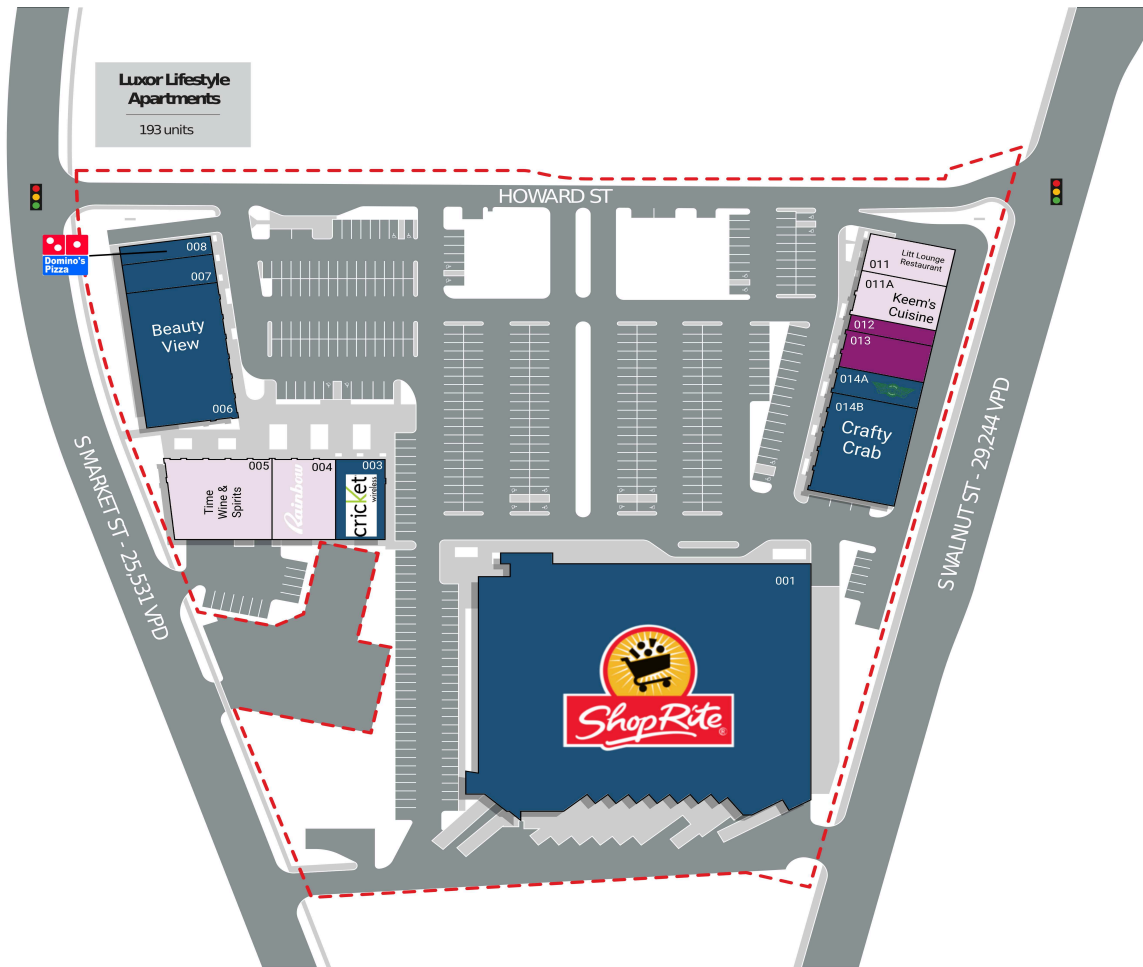 Luxor Lifestyle
Apartments
193 units
HOWARD ST
Domino's
Pizza
008
007
Beauty
View
006
011
Litt Lounge
Restaurant
011A
Keem's
Cuisine
012
013
014A
014B
Crafty
Crab
005
Time
Wine &
Spirits
004
Rainbow
003
cricket
wireless
S MARKET ST - 25,531 VPD
S WALNUT ST - 29,244 VPD
001
ShopRite®